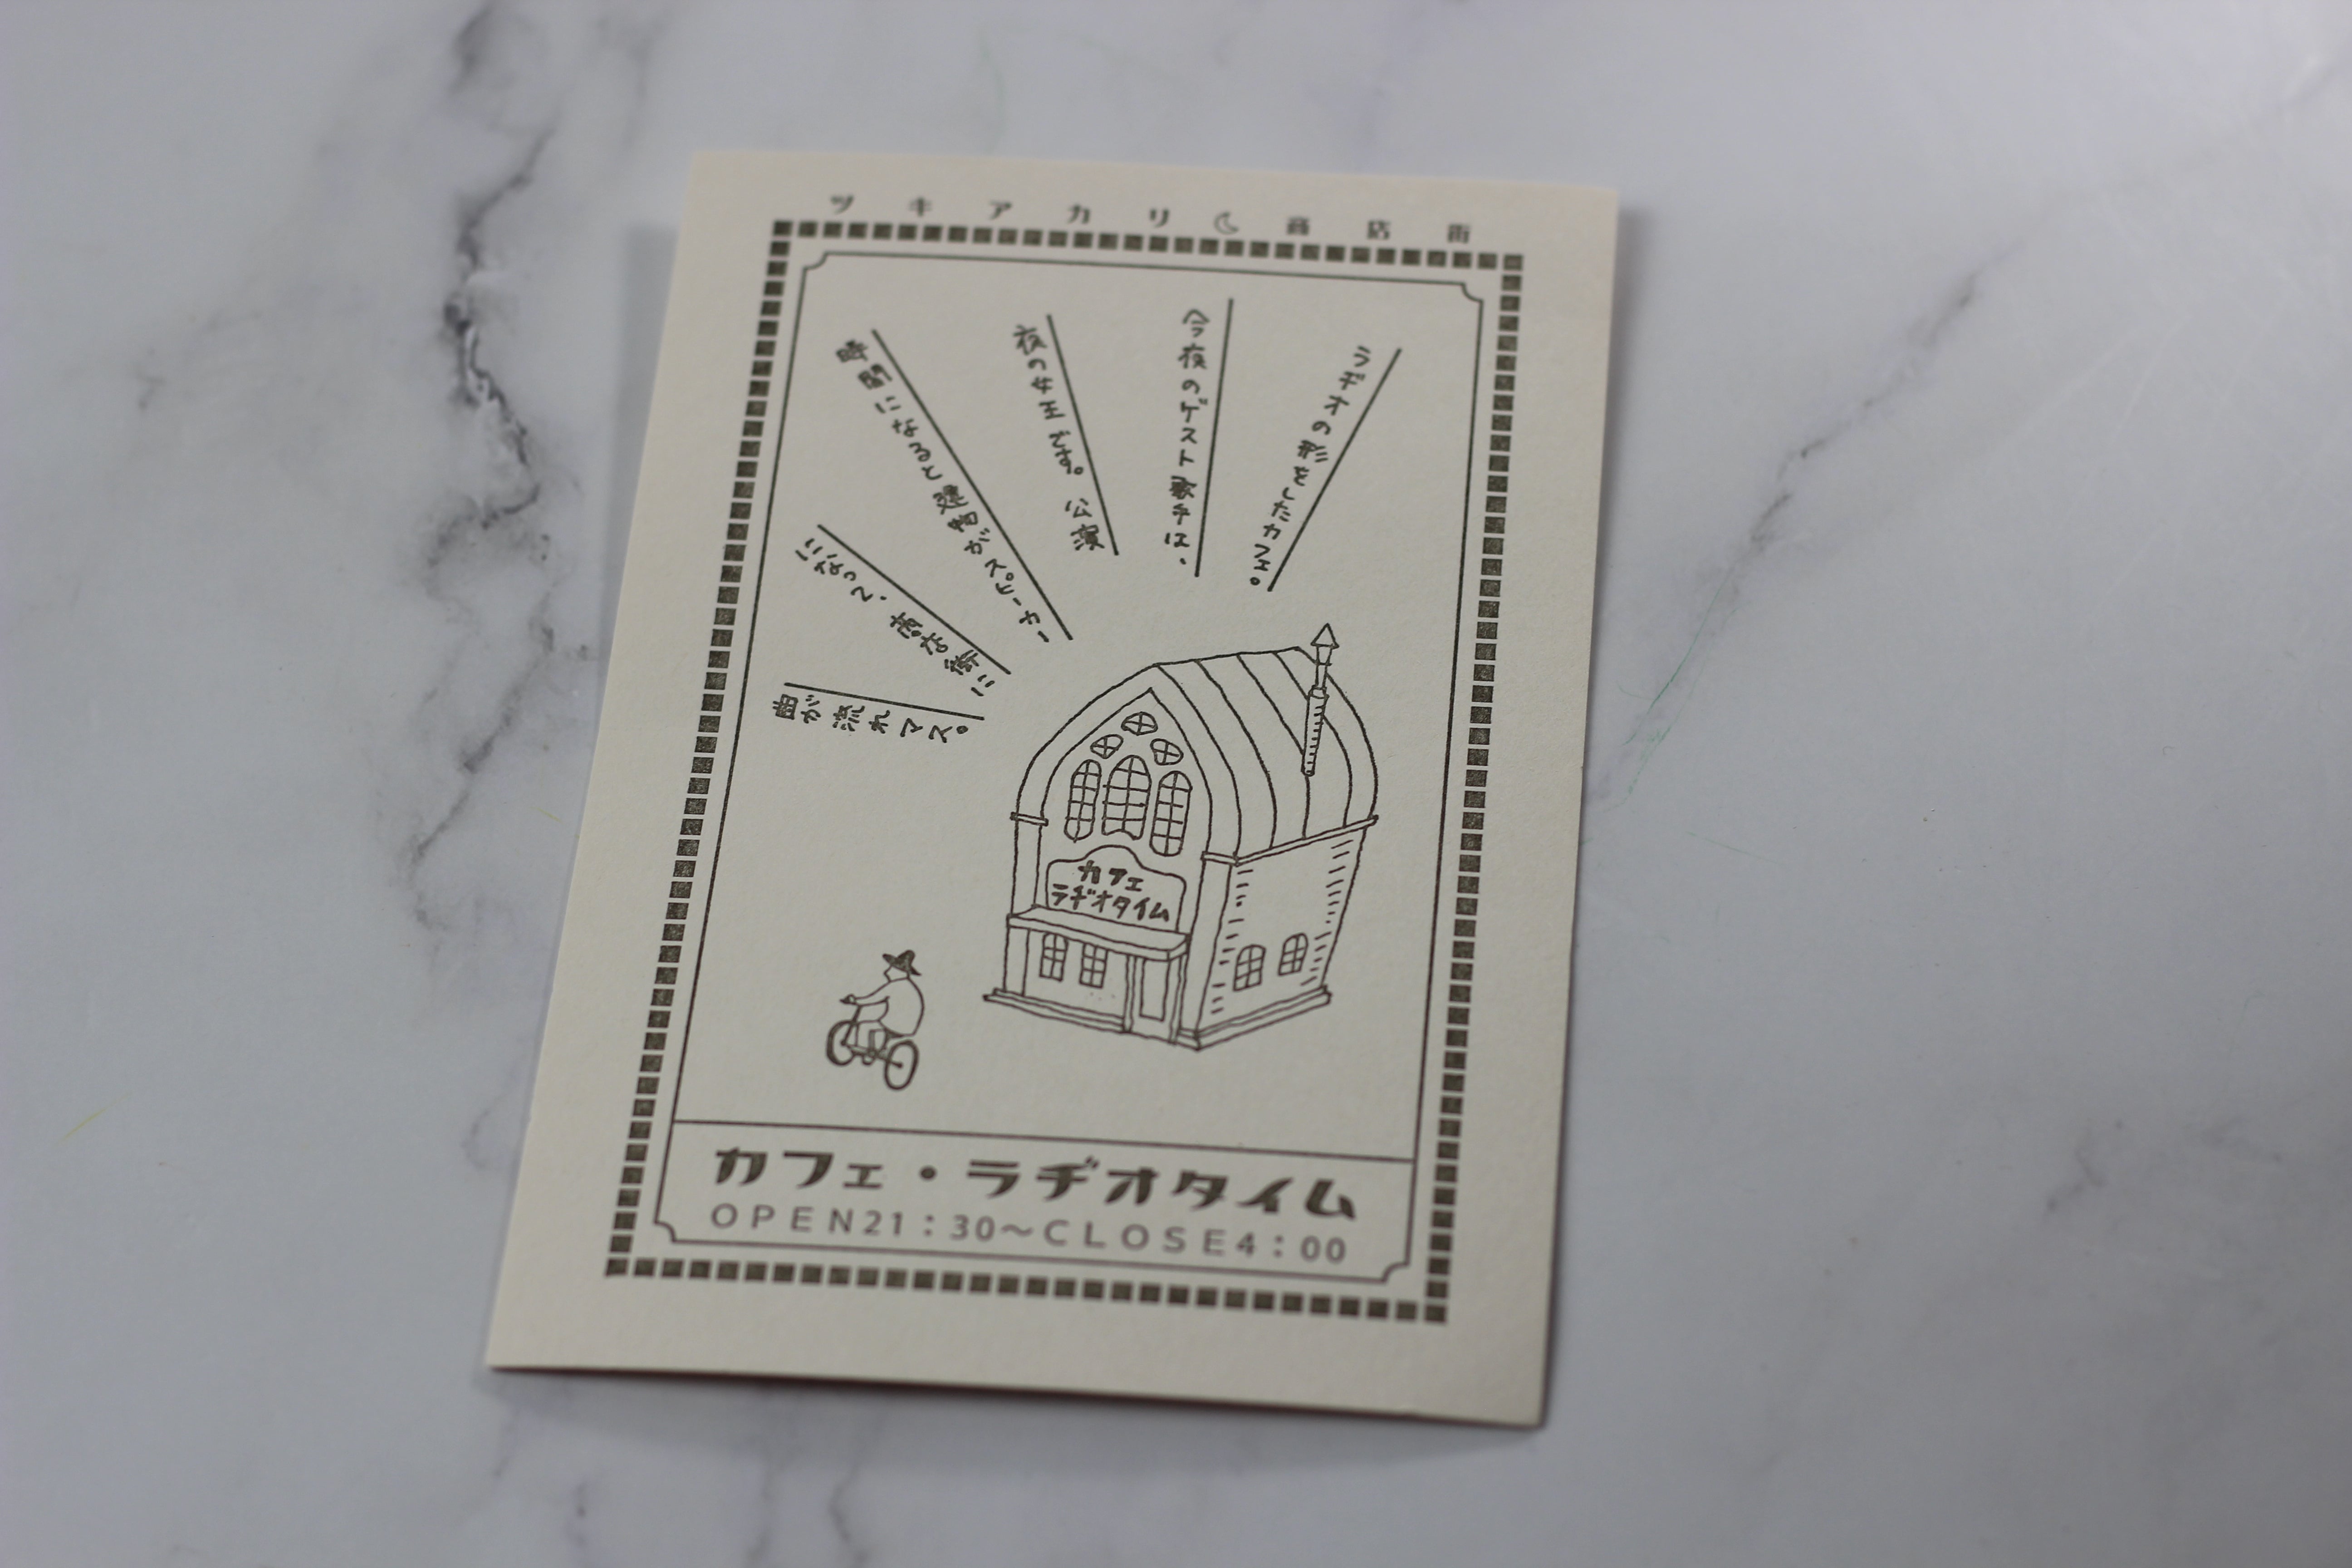 ツキアカリ商店街
ラヂオの形をしたカフェ。
今夜のゲスト歌手は、
夜の女王です。公演
時間になると建物がスピーカー
になって、夜な街に
曲が流れマス。
カフェ
ラヂオタイム
カフェ・ラヂオタイム
OPEN21:30〜CLOSE4:00